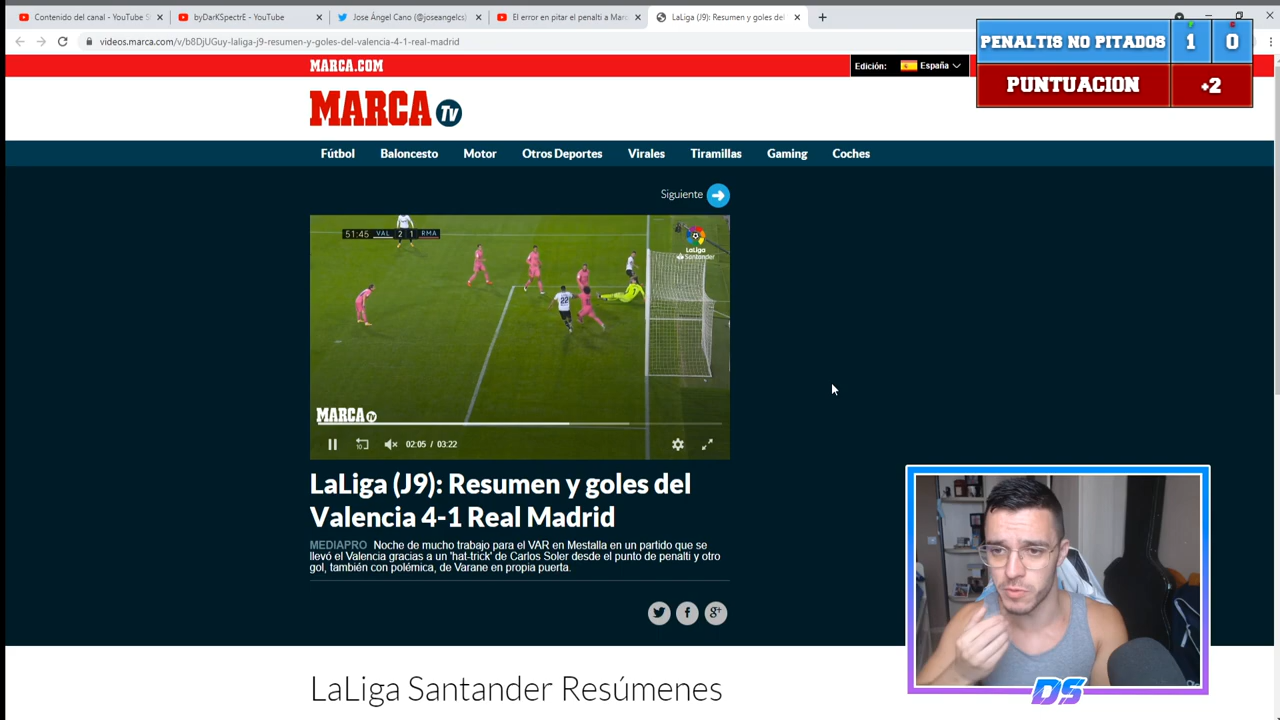 Contenido del canal - YouTube S
byDarKSpectrE - YouTube
Jose Ángel Cano (@joseangelcs)
El error en pitar el penalti a Marc
LaLiga (J9): Resumen y goles del
videos.marca.com/v/b8DjUGuy-laliga-j9-resumen-y-goles-del-valencia-4-1-real-madrid
PENALTIS NO PITADOS 1 0
PUNTUACION +2
MARCA.COM
Edición: España
MARCA Tv
Fútbol Baloncesto Motor Otros Deportes Virales Tiramillas Gaming Coches
Siguiente
51:45 VAL 2 1 RMA
LaLiga
Santander
22
MARCA Tv
10 02:05 / 03:22
LaLiga (J9): Resumen y goles del
Valencia 4-1 Real Madrid
MEDIAPRO Noche de mucho trabajo para el VAR en Mestalla en un partido que se
llevó el Valencia gracias a un 'hat-trick' de Carlos Soler desde el punto de penalti y otro
gol, también con polémica, de Varane en propia puerta.
g+
DS
LaLiga Santander Resúmenes